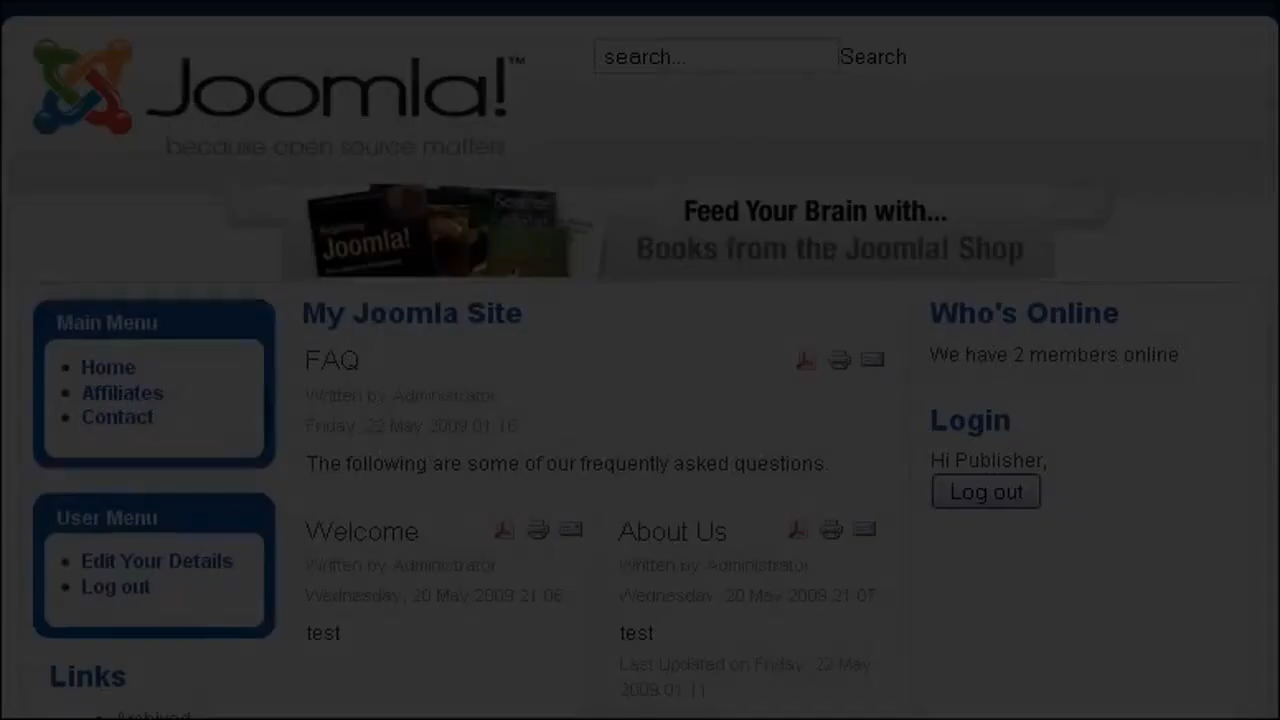 Joomla!™
because open source matters
search...
Search
Joomla!
Feed Your Brain with...
Books from the Joomla! Shop
Main Menu
Home
Affiliates
Contact
User Menu
Edit Your Details
Log out
Links
Archived
My Joomla Site
FAQ
Written by Administrator
Friday, 22 May 2009 01:16
The following are some of our frequently asked questions.
Welcome
Written by Administrator
Wednesday, 20 May 2009 21:06
test
About Us
Written by Administrator
Wednesday, 20 May 2009 21:07
test
Last Updated on Friday, 22 May
2009 01:11
Who's Online
We have 2 members online
Login
Hi Publisher,
Log out